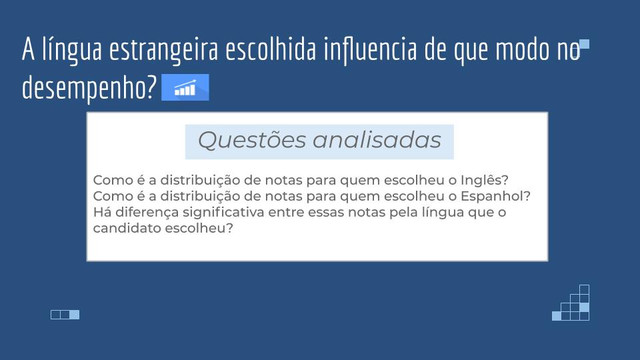 A língua estrangeira escolhida influencia de que modo no
desempenho?
Questões analisadas
Como é a distribuição de notas para quem escolheu o Inglês?
Como é a distribuição de notas para quem escolheu o Espanhol?
Há diferença significativa entre essas notas pela língua que o
candidato escolheu?